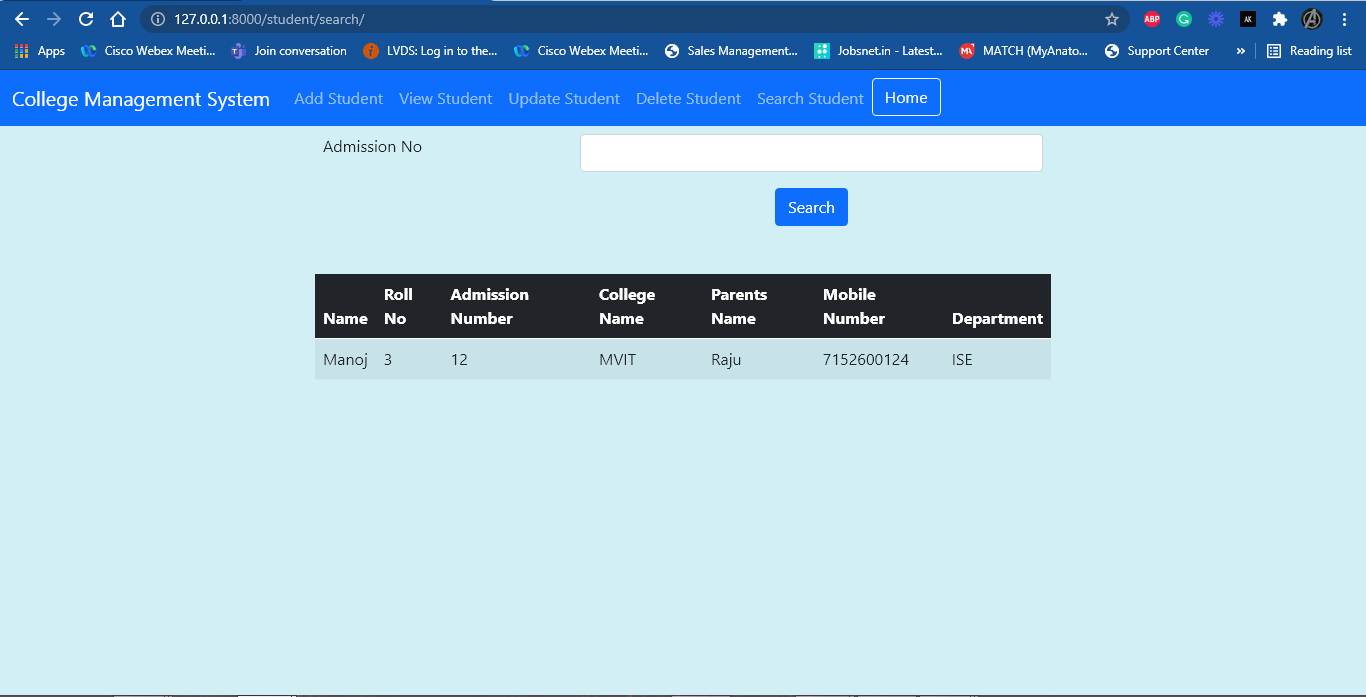 127.0.0.1:8000/student/search/
ABP
AK
Apps Cisco Webex Meeti... Join conversation LVDS: Log in to the... Cisco Webex Meeti... Sales Management... Jobsnet.in - Latest... MATCH (MyAnato... Support Center » Reading list
College Management System Add Student View Student Update Student Delete Student Search Student Home
Admission No
Search
Name Roll No Admission Number College Name Parents Name Mobile Number Department
Manoj 3 12 MVIT Raju 7152600124 ISE